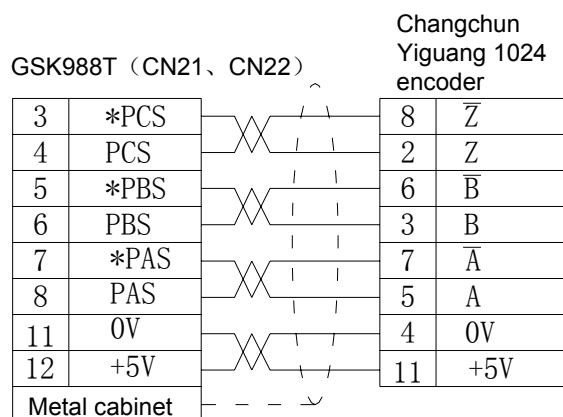 GSK988T（CN21、CN22）
Changchun
Yiguang 1024
encoder
3 *PCS 8 Z̅
4 PCS 2 Z
5 *PBS 6 B̅
6 PBS 3 B
7 *PAS 7 A̅
8 PAS 5 A
11 0V 4 0V
12 +5V 11 +5V
Metal cabinet